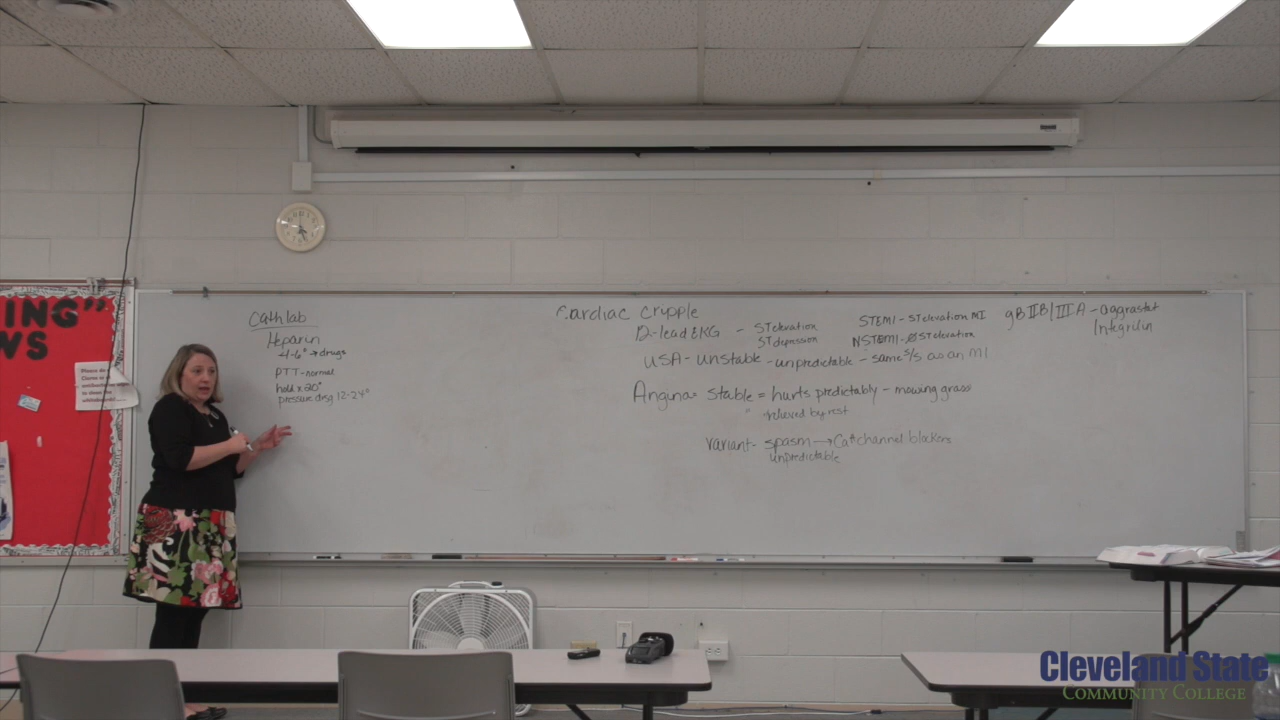 ING"
WS
Please do
Cath lab
Heparin
4-6° → drugs
PTT-normal
hold x 20°
pressure drsg 12-24°
Cardiac Cripple
12-lead EKG - ST elevation
ST depression
STEMI - ST elevation MI
NSTEMI - Ø ST elevation
gB IIB/IIIA - aggrastat
Integrilin
USA - Unstable - unpredictable - same s/s as an MI
Angina = Stable = hurts predictably - mowing grass
" relieved by rest
Variant - spasm → Ca+ channel blockers
unpredictable
Cleveland State
COMMUNITY COLLEGE